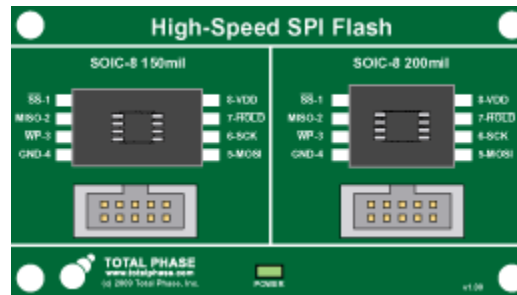 High-Speed SPI Flash
SOIC-8 150mil
SS-1
MISO-2
WP-3
GND-4
8-VDD
7-HOLD
6-SCK
5-MOSI
SOIC-8 200mil
SS-1
MISO-2
WP-3
GND-4
8-VDD
7-HOLD
6-SCK
5-MOSI
TOTAL PHASE
www.totalphase.com
(c) 2009 Total Phase, Inc.
POWER
v1.00